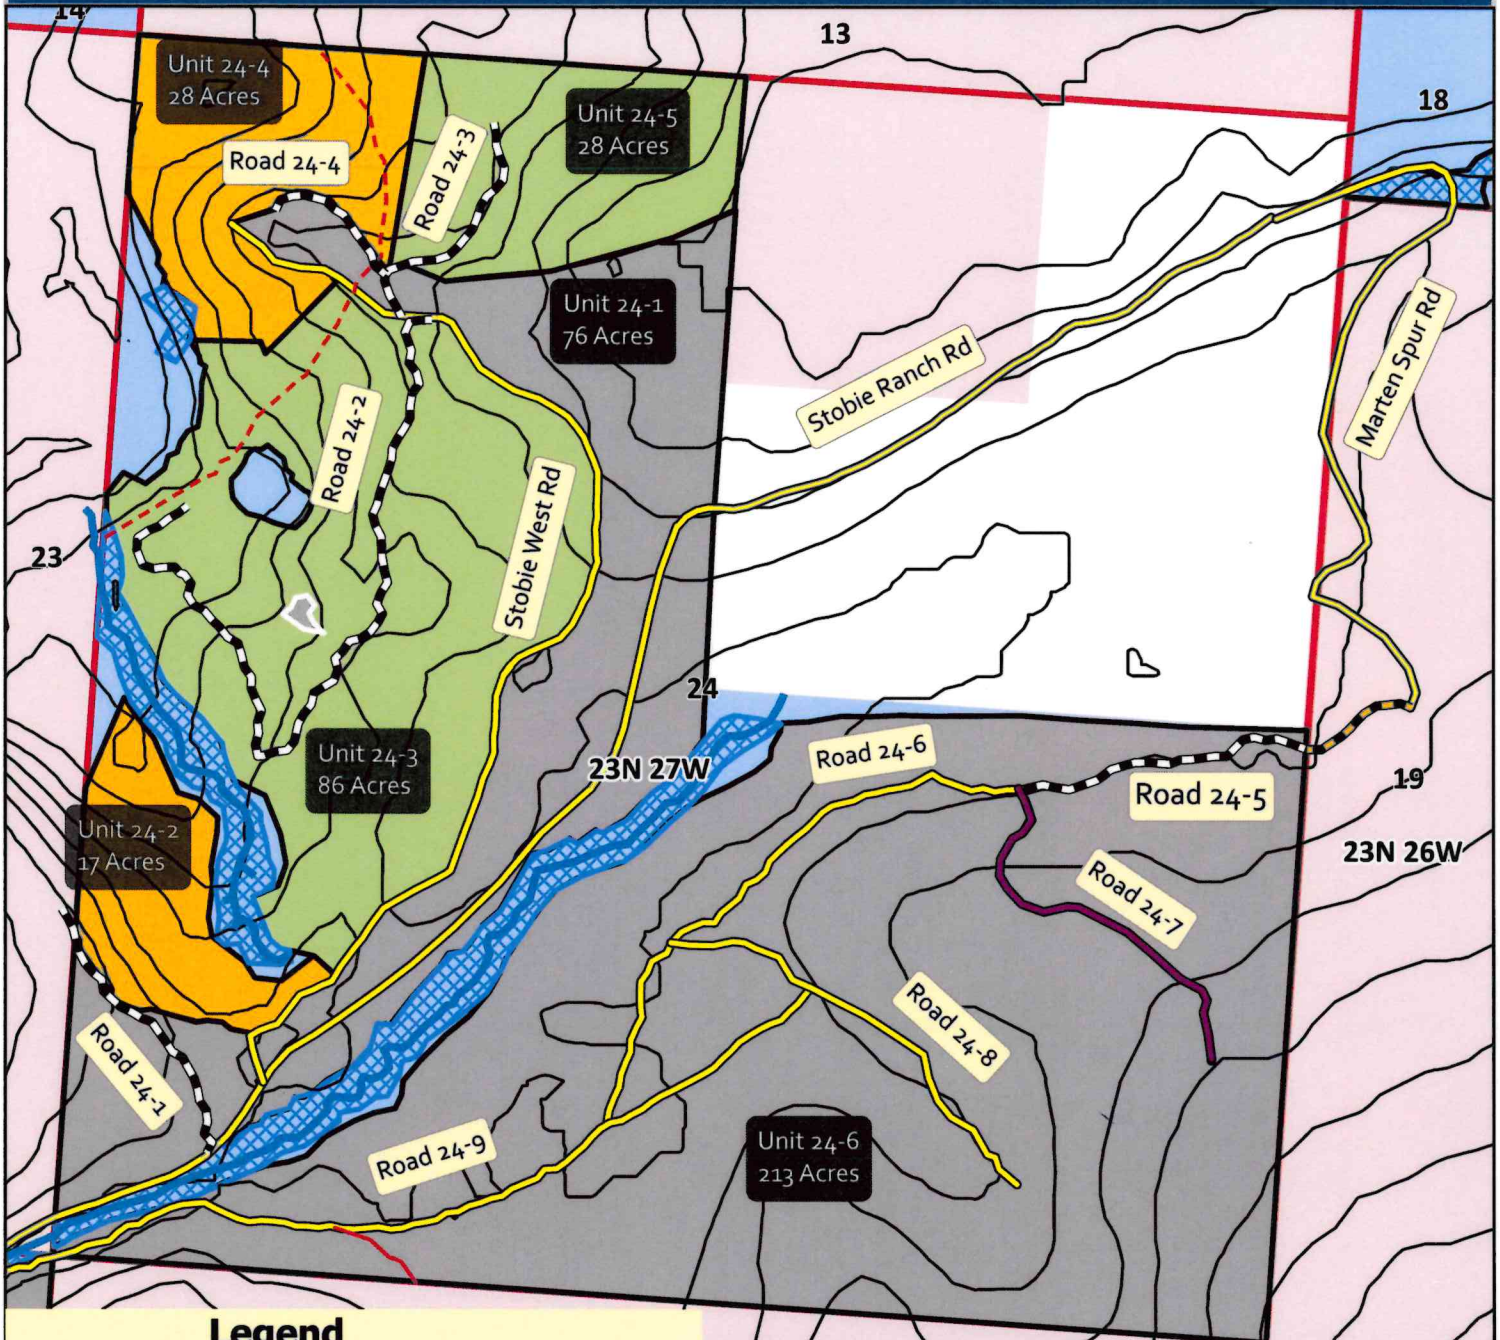 14
13
Unit 24-4
28 Acres
18
Unit 24-5
28 Acres
Road 24-4
Road 24-3
Unit 24-1
76 Acres
Stobie Ranch Rd
Marten Spur Rd
Road 24-2
Stobie West Rd
23
24
Unit 24-3
86 Acres
23N 27W
Road 24-6
Road 24-5
19
Unit 24-2
17 Acres
23N 26W
Road 24-7
Road 24-8
Road 24-1
Road 24-9
Unit 24-6
213 Acres
Legend